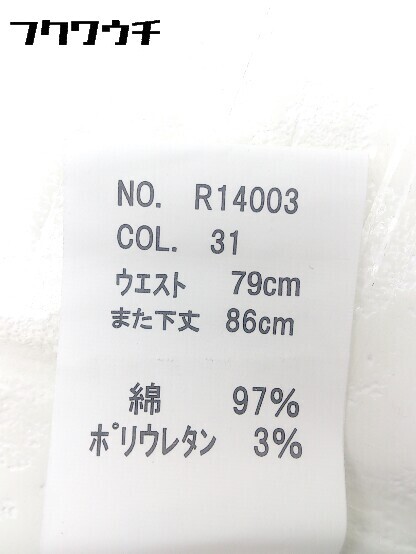 フクワウチ
NO. R14003
COL. 31
ウエスト 79cm
また下丈 86cm
綿 97%
ポリウレタン 3%